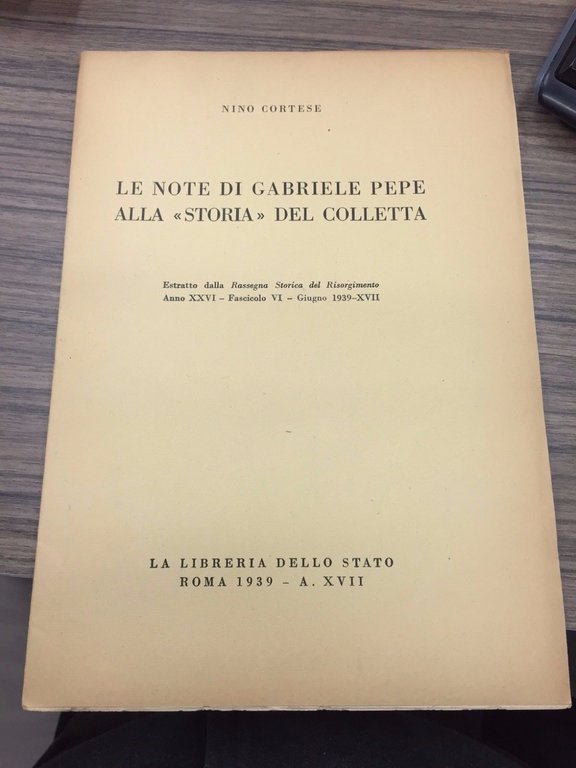 NINO CORTESE
LE NOTE DI GABRIELE PEPE
ALLA «STORIA» DEL COLLETTA
Estratto dalla Rassegna Storica del Risorgimento
Anno XXVI – Fascicolo VI – Giugno 1939–XVII
LA LIBRERIA DELLO STATO
ROMA 1939 – A. XVII